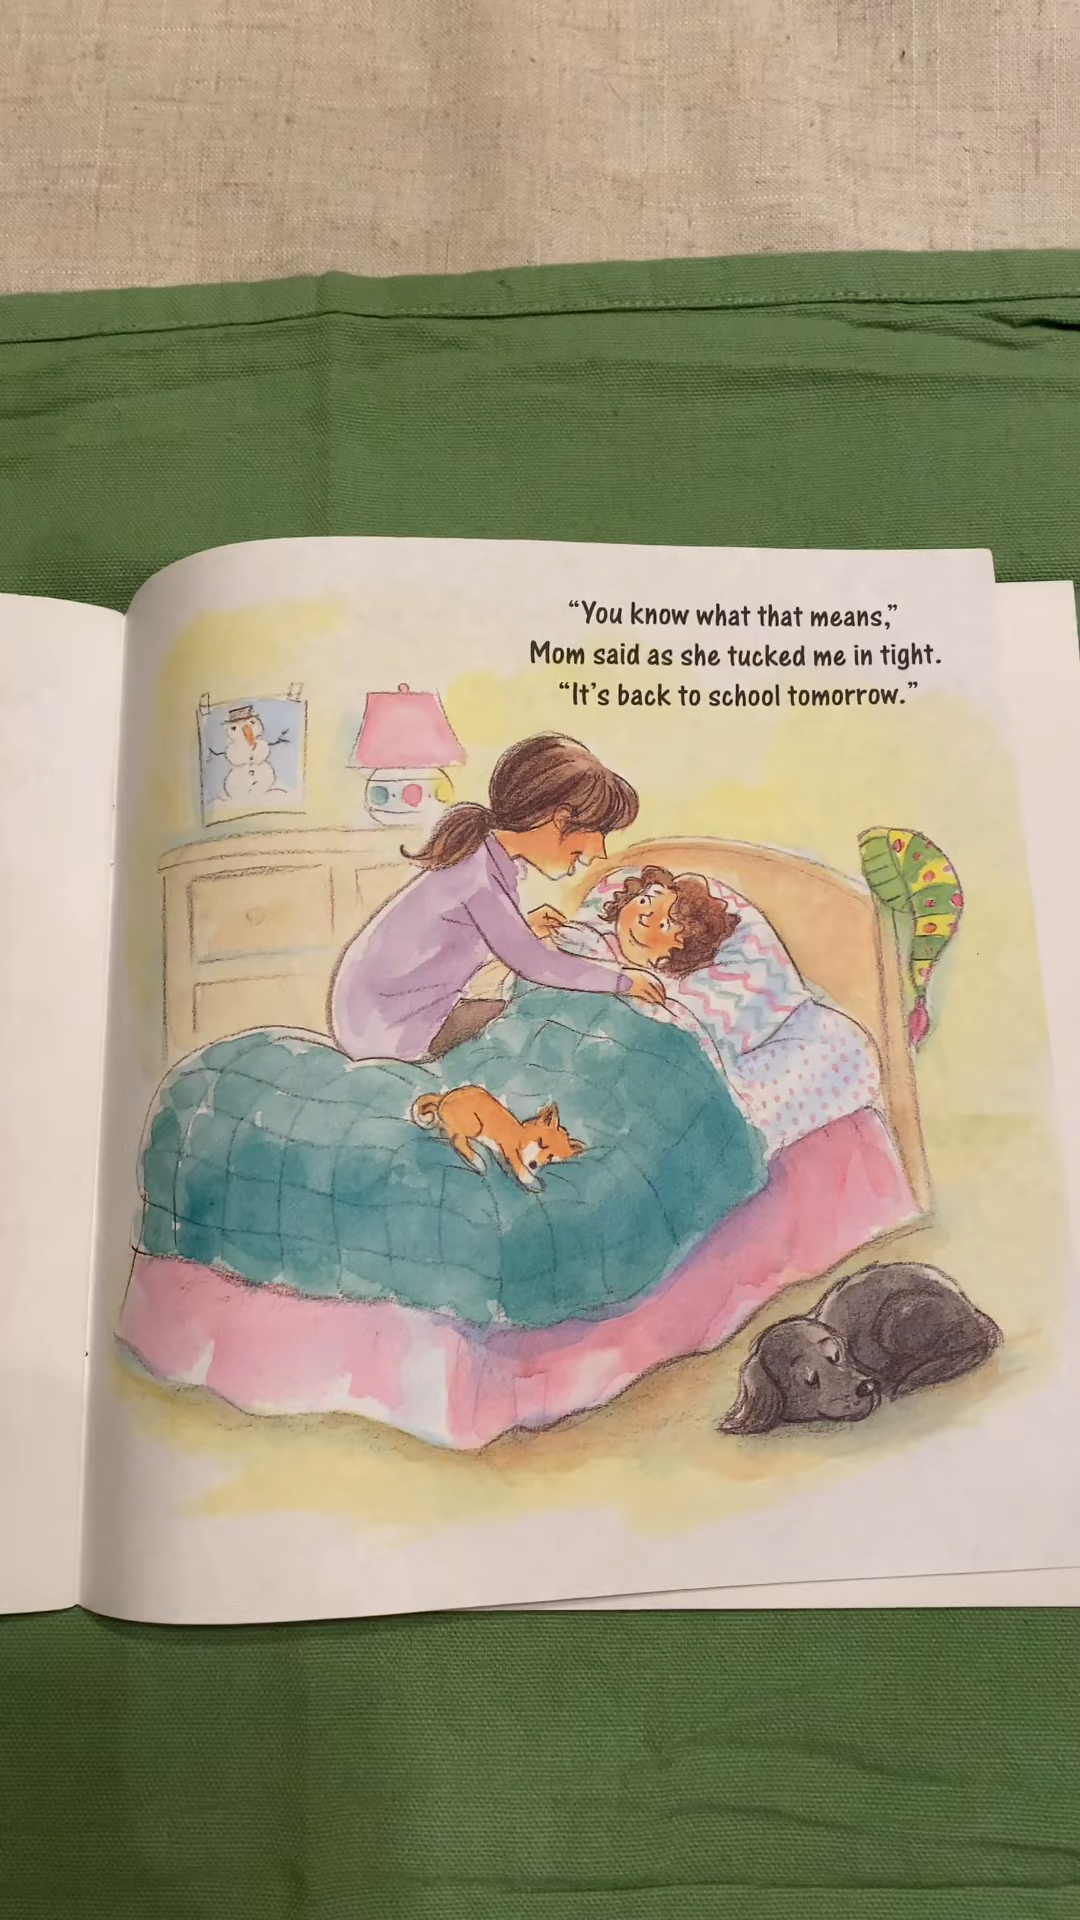 “You know what that means,”
Mom said as she tucked me in tight.
“It’s back to school tomorrow.”